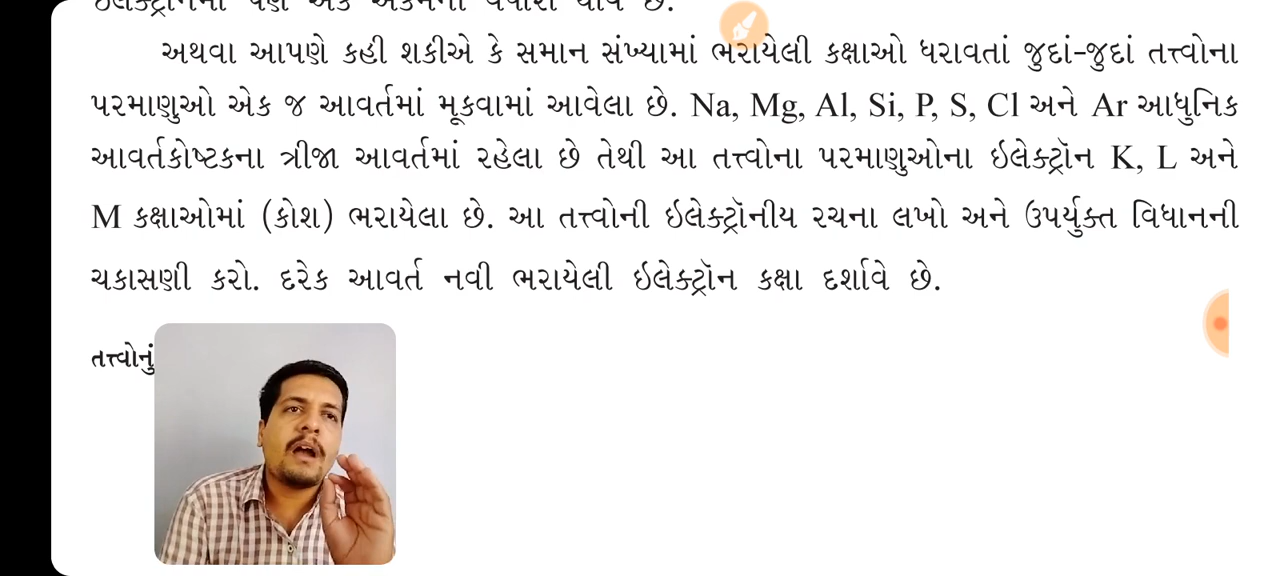 અથવા આપણે કહી શકીએ કે સમાન સંખ્યામાં ભરાયેલી કક્ષાઓ ધરાવતાં જુદાં-જુદાં તત્ત્વોના
પરમાણુઓ એક જ આવર્તમાં મૂકવામાં આવેલા છે. Na, Mg, Al, Si, P, S, Cl અને Ar આધુનિક
આવર્તકોષ્ટકના ત્રીજા આવર્તમાં રહેલા છે તેથી આ તત્ત્વોના પરમાણુઓના ઇલેક્ટ્રૉન K, L અને
M કક્ષાઓમાં (કોશ) ભરાયેલા છે. આ તત્ત્વોની ઇલેક્ટ્રૉનીય રચના લખો અને ઉપર્યુક્ત વિધાનની
ચકાસણી કરો. દરેક આવર્ત નવી ભરાયેલી ઇલેક્ટ્રૉન કક્ષા દર્શાવે છે.
તત્ત્વોનું